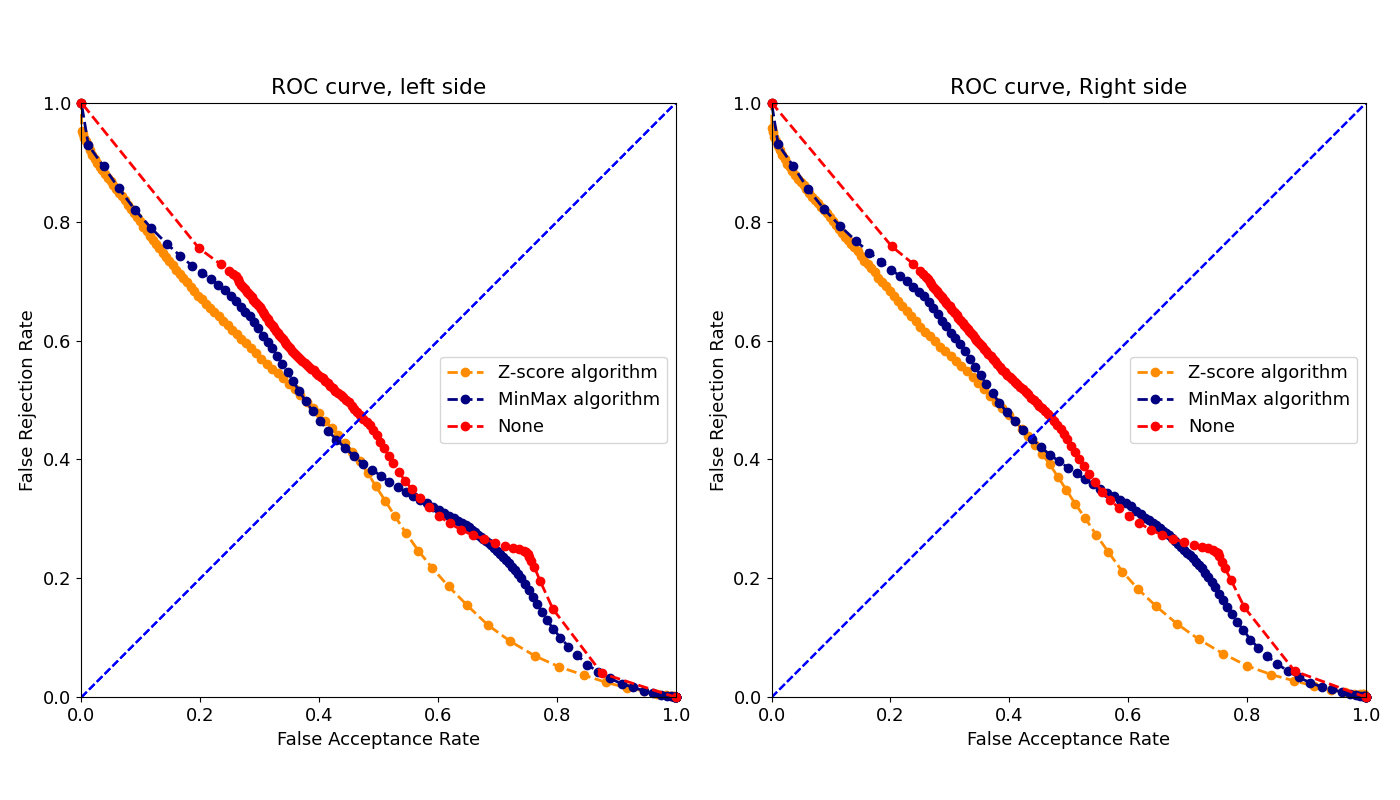 ROC curve, left side
1.0
0.8
0.6
0.4
0.2
0.0
False Rejection Rate
Z-score algorithm
MinMax algorithm
None
0.0 0.2 0.4 0.6 0.8 1.0
False Acceptance Rate
ROC curve, Right side
1.0
0.8
0.6
0.4
0.2
0.0
False Rejection Rate
Z-score algorithm
MinMax algorithm
None
0.0 0.2 0.4 0.6 0.8 1.0
False Acceptance Rate